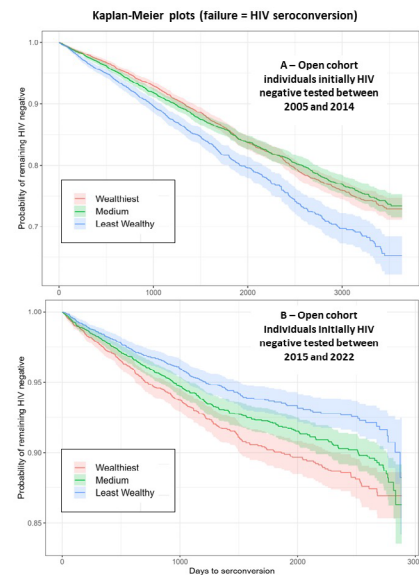 Kaplan-Meier plots (failure = HIV seroconversion)
A – Open cohort
individuals initially HIV
negative tested between
2005 and 2014
Probability of remaining HIV negative
1.0
0.9
0.8
0.7
Wealthiest
Medium
Least Wealthy
0
1000
2000
3000
B – Open cohort
individuals initially HIV
negative tested between
2015 and 2022
Probability of remaining HIV negative
1.00
0.95
0.90
0.85
Wealthiest
Medium
Least Wealthy
0
1000
2000
3000
Days to seroconversion